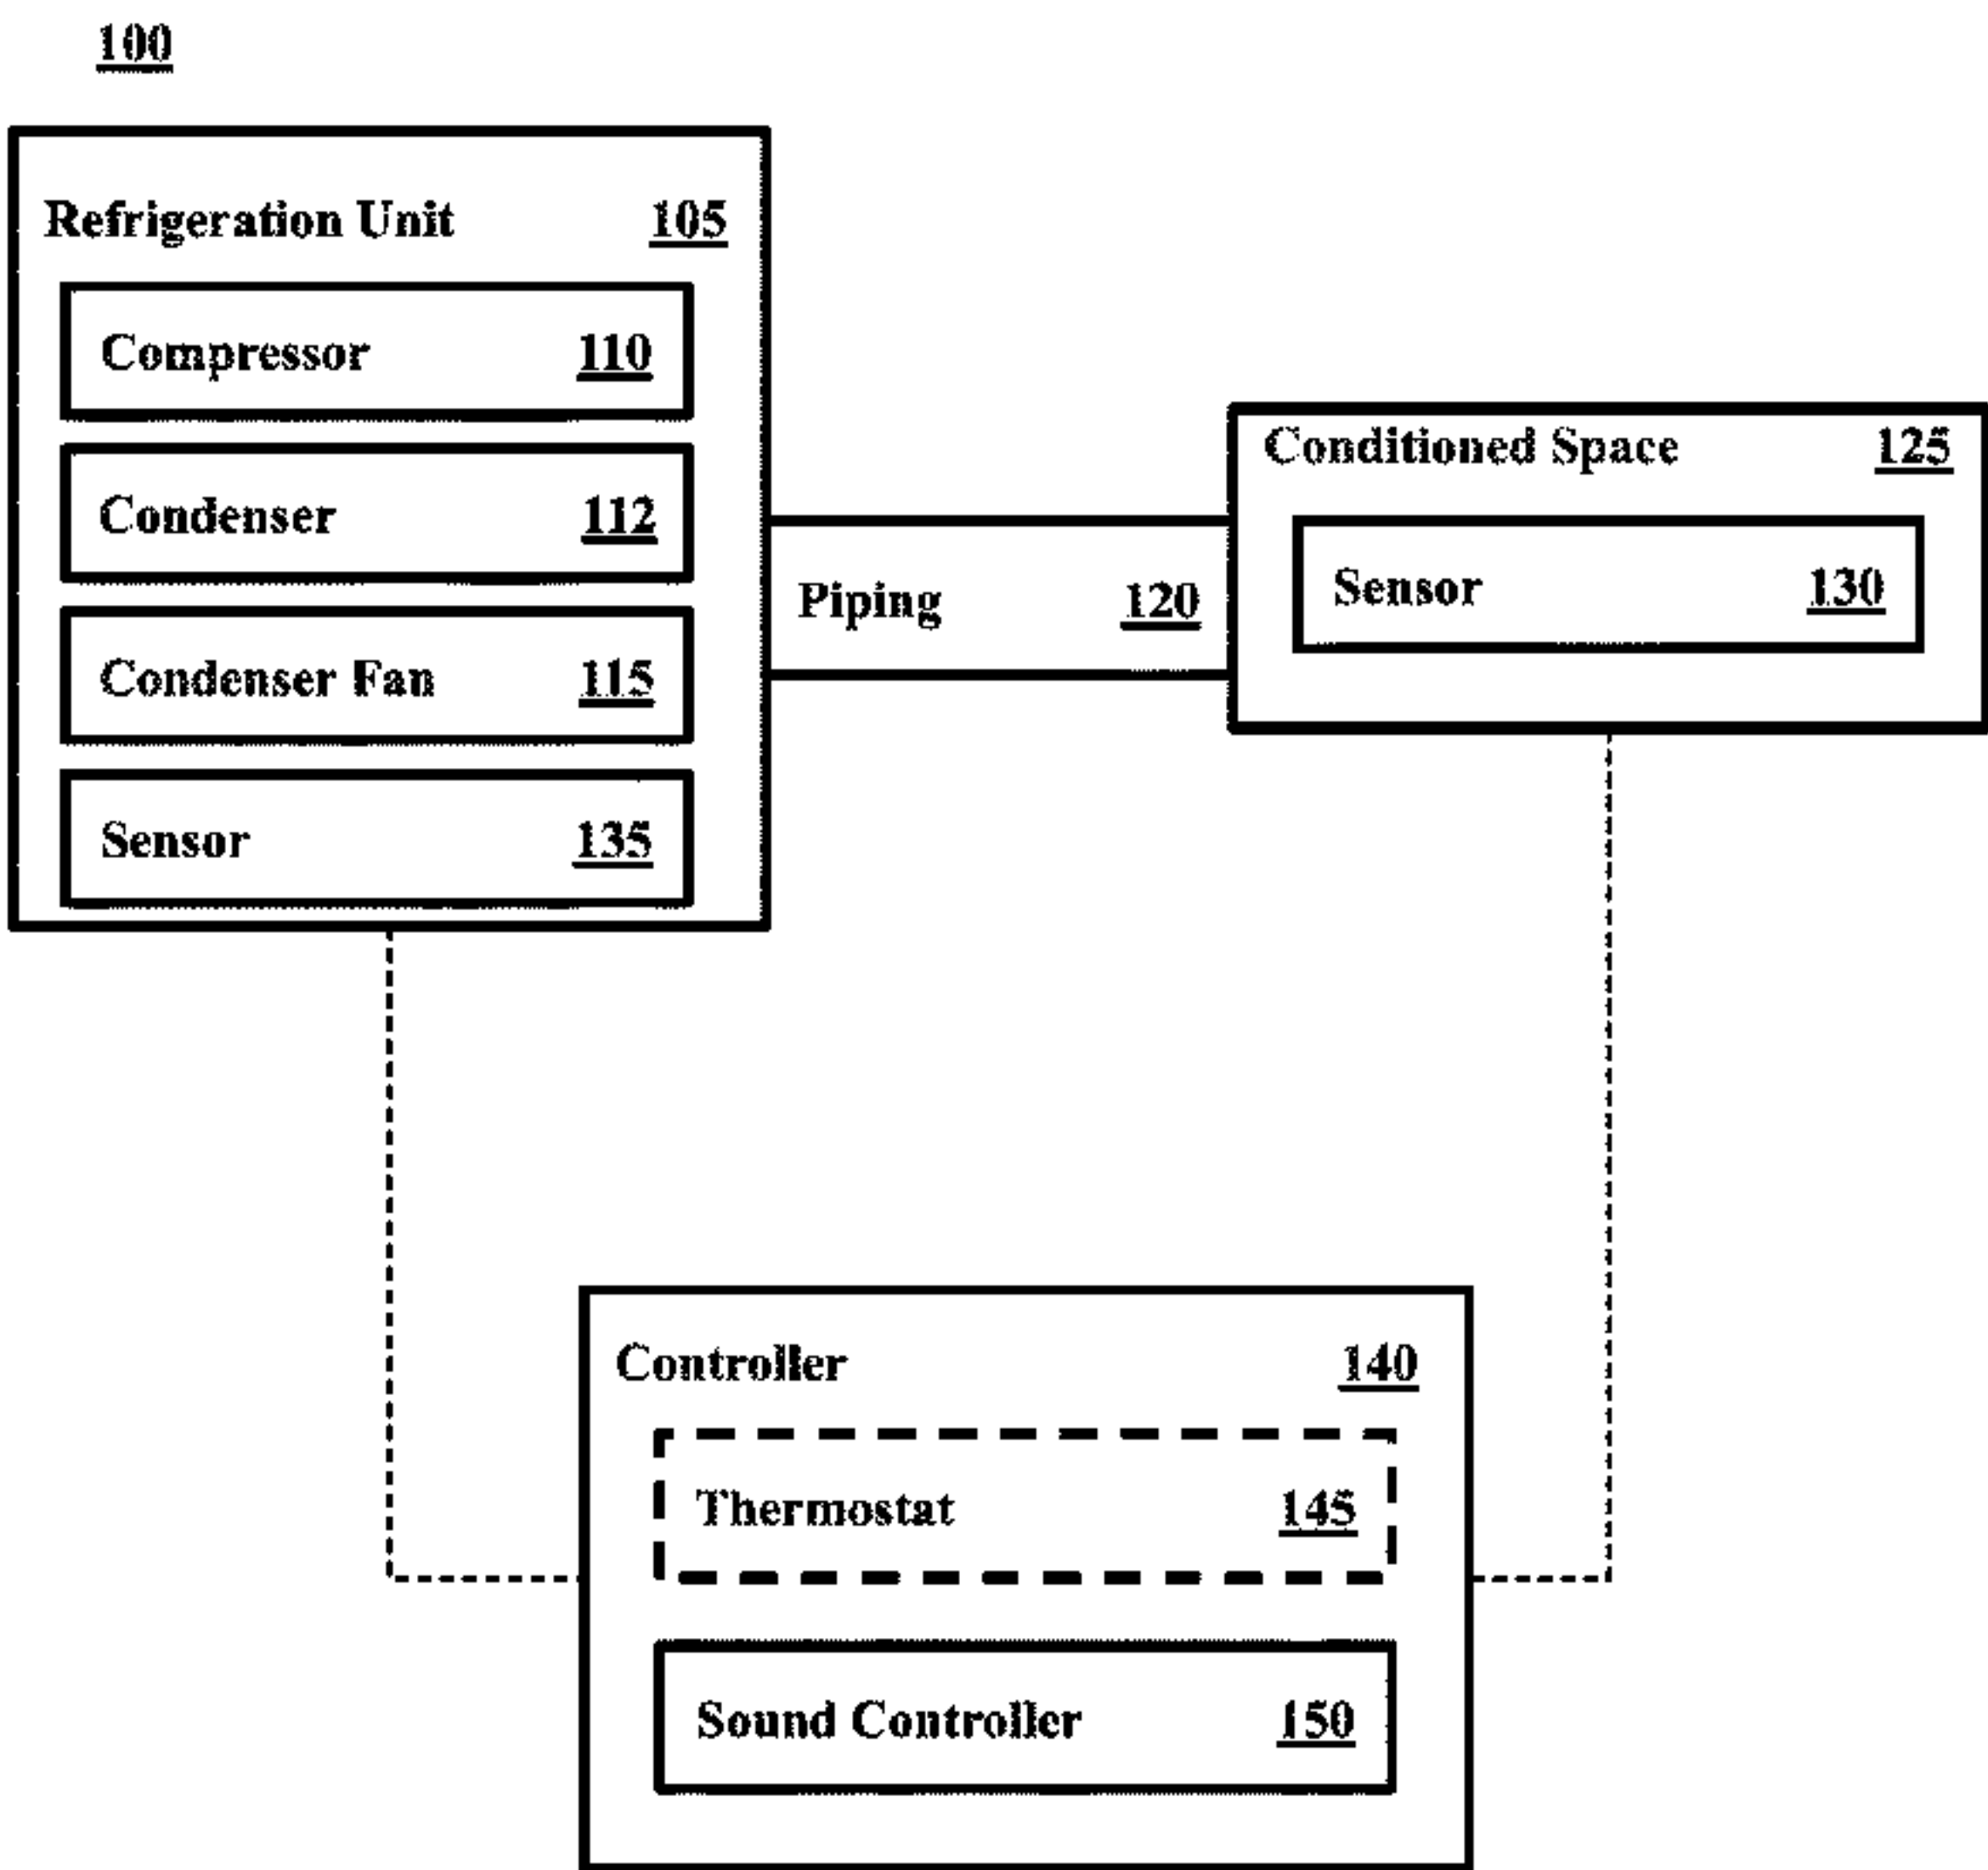 100
Refrigeration Unit 105
Compressor 110
Condenser 112
Condenser Fan 115
Sensor 135
Piping 120
Conditioned Space 125
Sensor 130
Controller 140
Thermostat 145
Sound Controller 150